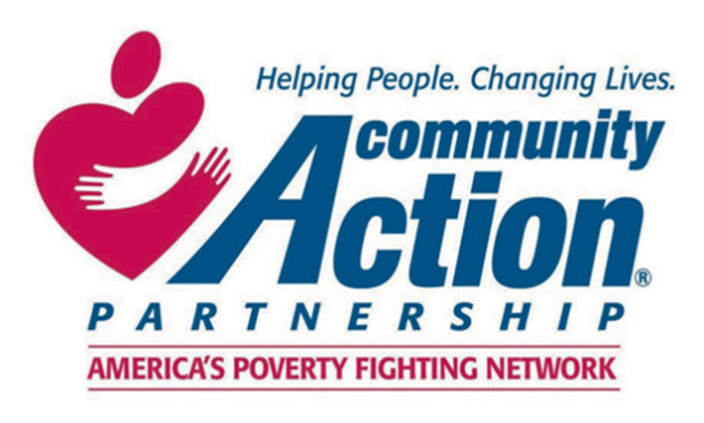 Helping People. Changing Lives.
community
Action®
PARTNERSHIP
AMERICA'S POVERTY FIGHTING NETWORK